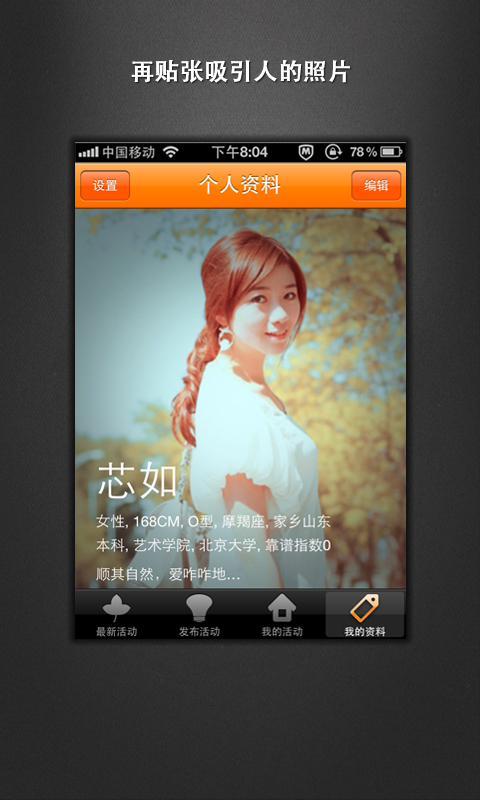 再贴张吸引人的照片
中国移动 下午8:04 78%
设置 个人资料 编辑
芯如
女性, 168CM, O型, 摩羯座, 家乡山东
本科, 艺术学院, 北京大学, 靠谱指数0
顺其自然，爱咋咋地...
最新活动 发布活动 我的活动 我的资料